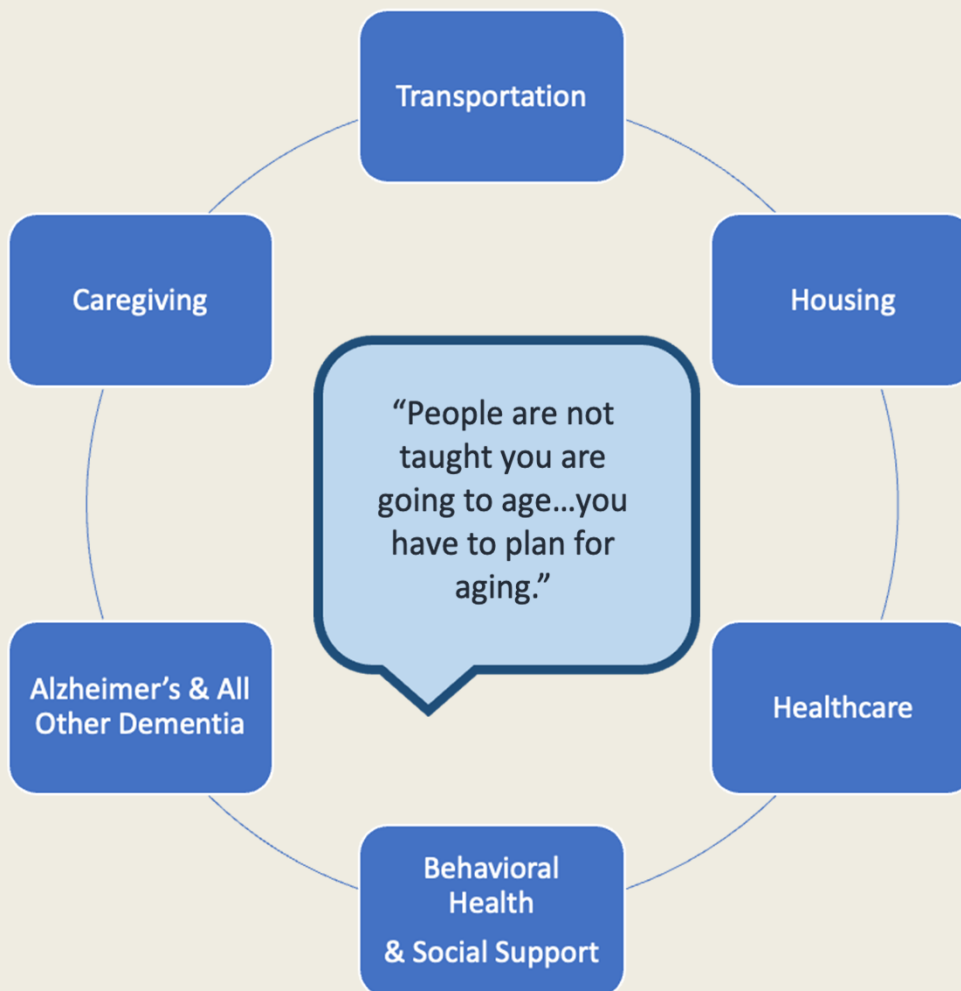 Transportation
Caregiving
Housing
“People are not
taught you are
going to age...you
have to plan for
aging.”
Alzheimer’s & All
Other Dementia
Healthcare
Behavioral
Health
& Social Support